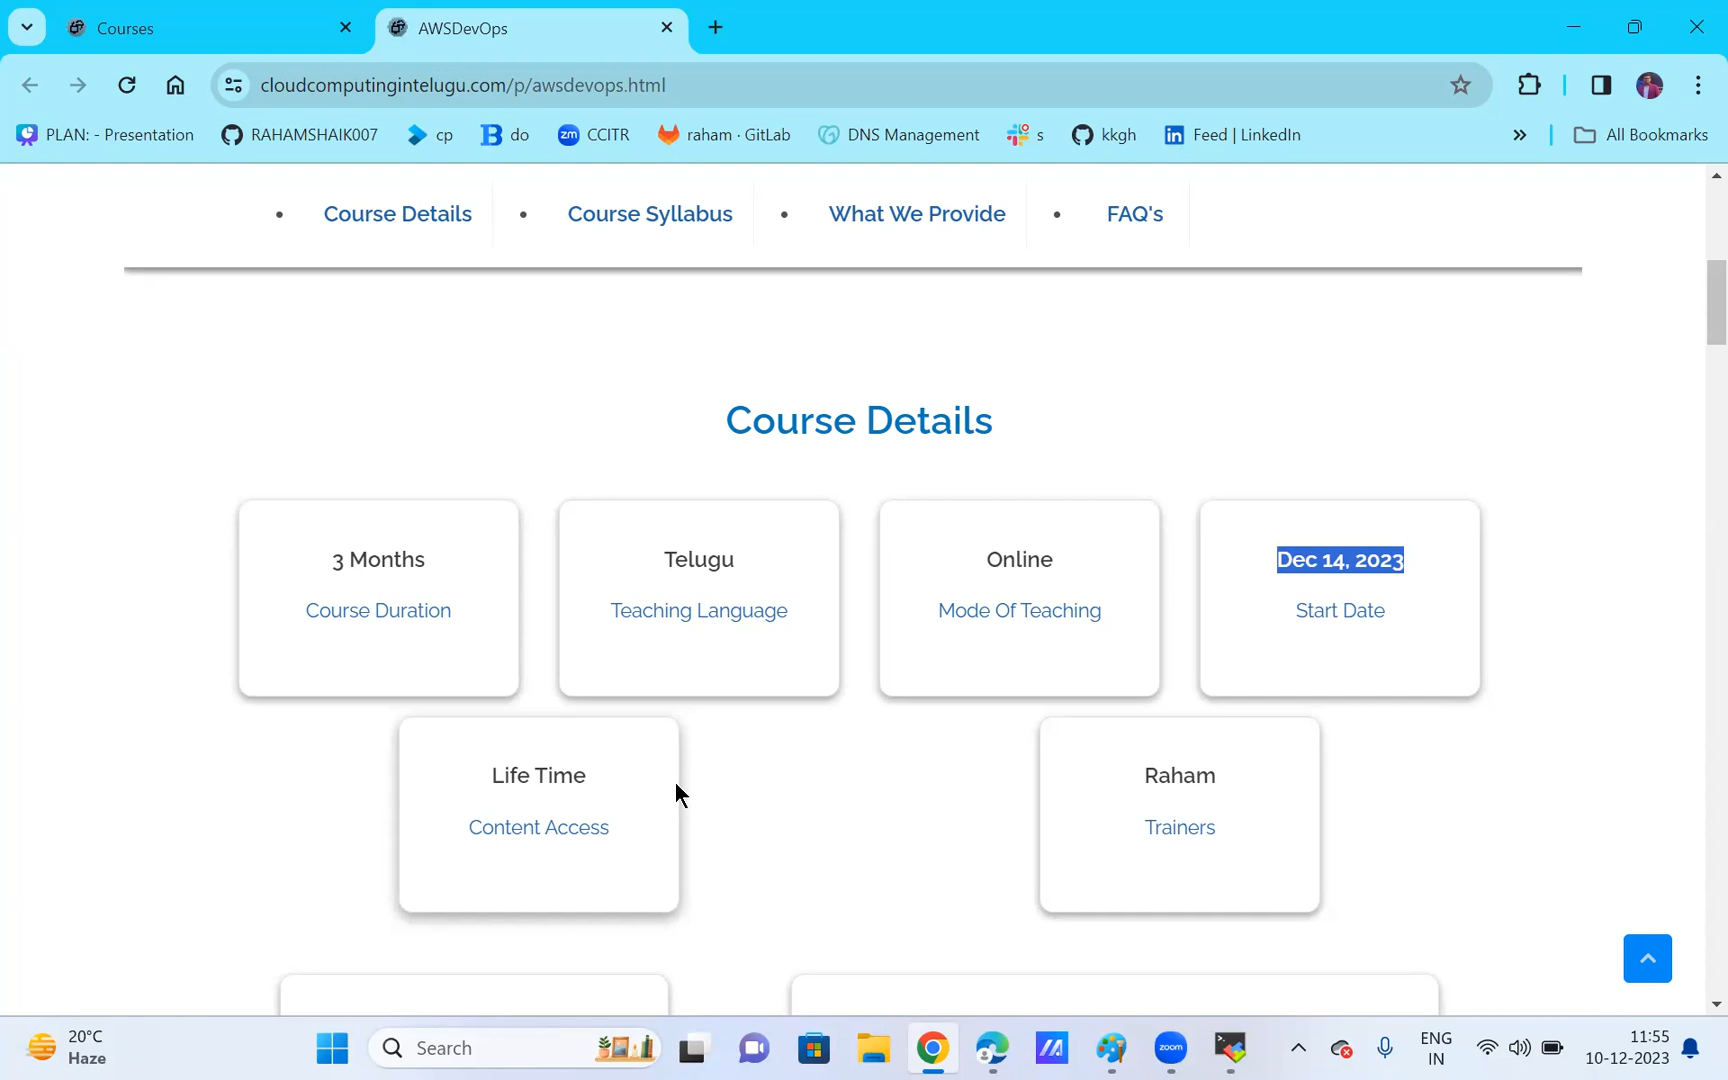 Courses
AWSDevOps
cloudcomputingintelugu.com/p/awsdevops.html
PLAN: - Presentation
RAHAMSHAIK007
cp
do
zm CCITR
raham · GitLab
DNS Management
s
kkgh
Feed | LinkedIn
»
All Bookmarks
• Course Details
• Course Syllabus
• What We Provide
• FAQ's
Course Details
3 Months
Course Duration
Telugu
Teaching Language
Online
Mode Of Teaching
Dec 14, 2023
Start Date
Life Time
Content Access
Raham
Trainers
20°C
Haze
Search
zoom
ENG
IN
11:55
10-12-2023